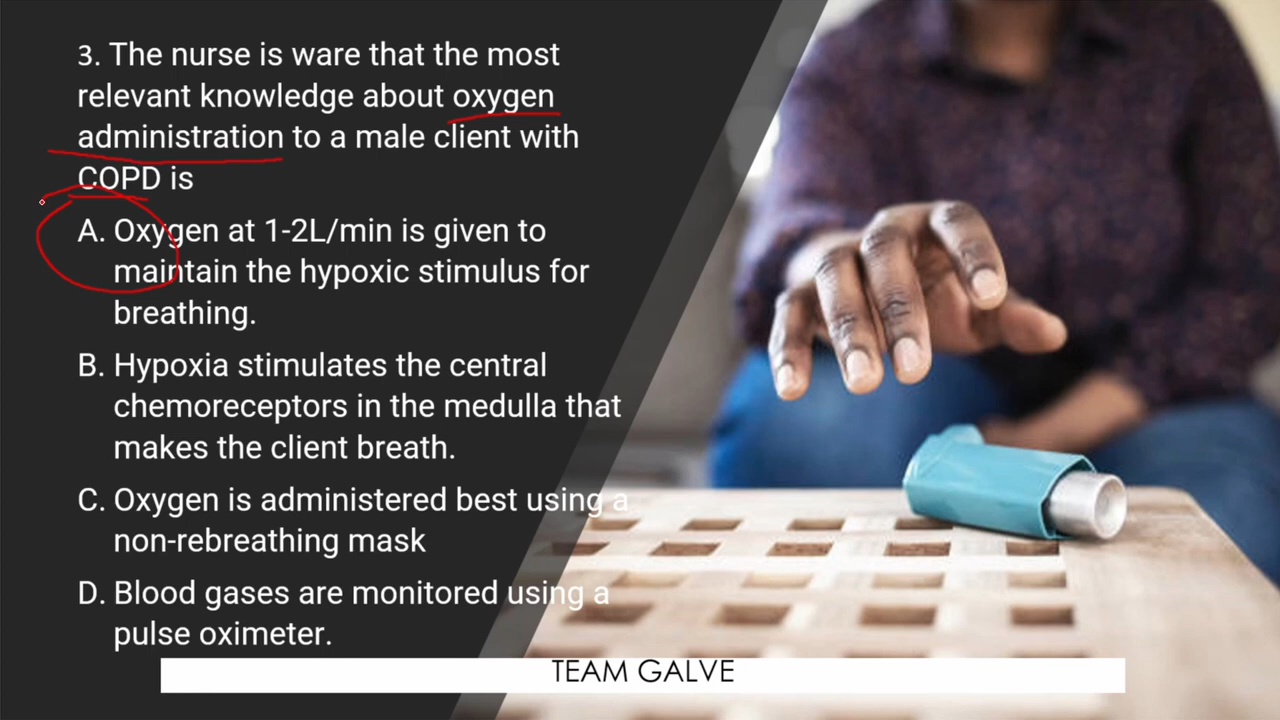 3. The nurse is ware that the most
relevant knowledge about oxygen
administration to a male client with
COPD is
A. Oxygen at 1-2L/min is given to
maintain the hypoxic stimulus for
breathing.
B. Hypoxia stimulates the central
chemoreceptors in the medulla that
makes the client breath.
C. Oxygen is administered best using a
non-rebreathing mask
D. Blood gases are monitored using a
pulse oximeter.
TEAM GALVE